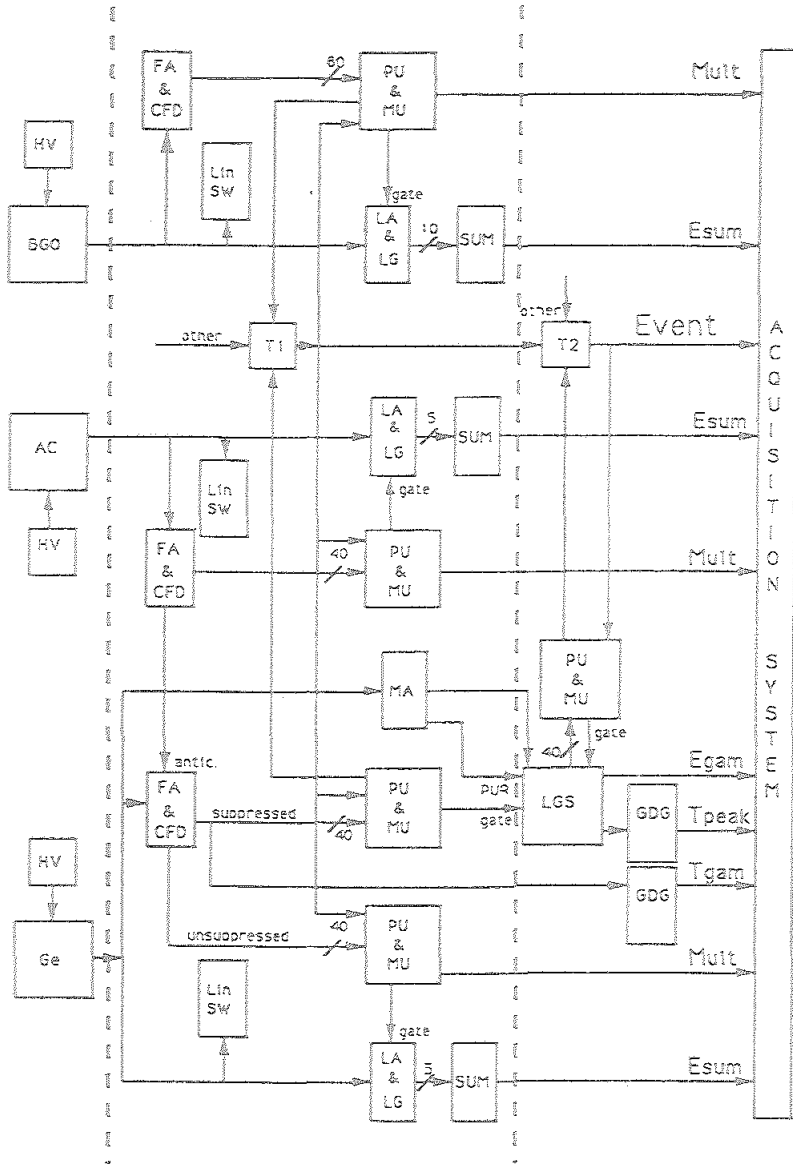 FA
&
CFD
80
PU
&
MU
Mult
HV
Lin
SW
gate
BGO
LA
&
LG
10
SUM
Esum
other
T1
other
T2
Event
ACQUISITION SYSTEM
AC
LA
&
LG
5
SUM
Esum
Lin
SW
gate
HV
FA
&
CFD
40
PU
&
MU
Mult
MA
PU
&
MU
40
gate
antic.
FA
&
CFD
suppressed
40
PU
&
MU
PUR
gate
LGS
Egam
GDG
Tpeak
HV
GDG
Tgam
Ge
unsuppressed
40
PU
&
MU
Mult
Lin
SW
gate
LA
&
LG
5
SUM
Esum